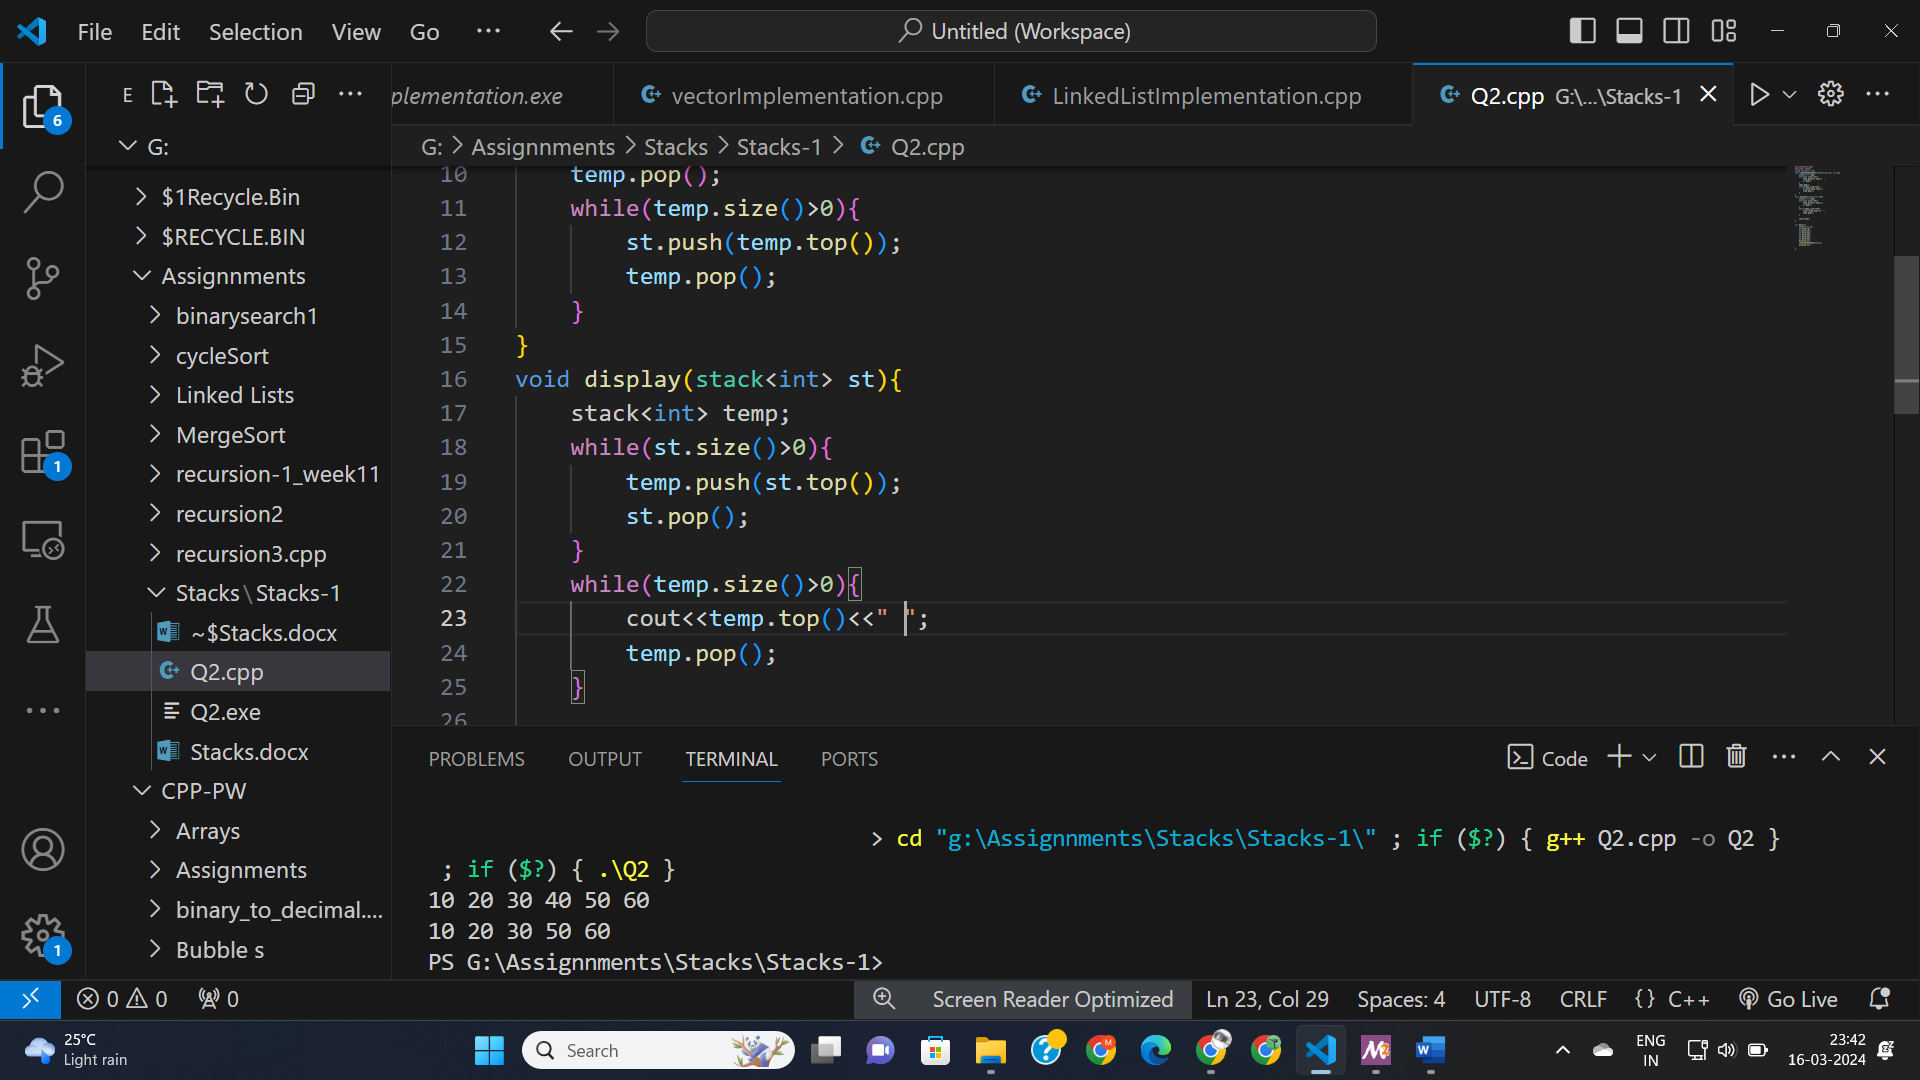 File Edit Selection View Go ··· Untitled (Workspace)
E plementation.exe vectorImplementation.cpp LinkedListImplementation.cpp Q2.cpp G:\...\Stacks-1
G: > Assignnments > Stacks > Stacks-1 > Q2.cpp
6
G:
$1Recycle.Bin
$RECYCLE.BIN
Assignnments
binarysearch1
cycleSort
Linked Lists
MergeSort
1
recursion-1_week11
recursion2
recursion3.cpp
Stacks\Stacks-1
~$Stacks.docx
Q2.cpp
Q2.exe
Stacks.docx
CPP-PW
Arrays
Assignments
binary_to_decimal....
Bubble s
1
10 temp.pop();
11 while(temp.size()>0){
12 st.push(temp.top());
13 temp.pop();
14 }
15 }
16 void display(stack<int> st){
17 stack<int> temp;
18 while(st.size()>0){
19 temp.push(st.top());
20 st.pop();
21 }
22 while(temp.size()>0){
23 cout<<temp.top()<<" ";
24 temp.pop();
25 }
26
PROBLEMS OUTPUT TERMINAL PORTS Code
> cd "g:\Assignnments\Stacks\Stacks-1\" ; if ($?) { g++ Q2.cpp -o Q2 }
; if ($?) { .\Q2 }
10 20 30 40 50 60
10 20 30 50 60
PS G:\Assignnments\Stacks\Stacks-1>
0 0 0 Screen Reader Optimized Ln 23, Col 29 Spaces: 4 UTF-8 CRLF {} C++ Go Live
25°C
Light rain
Search
ENG
IN
23:42
16-03-2024